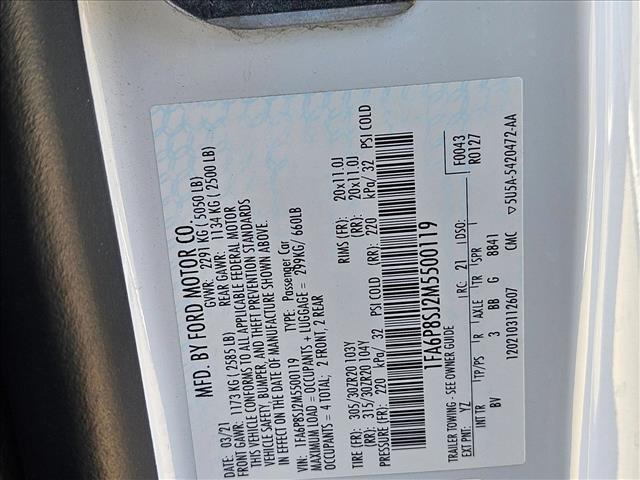 MFD. BY FORD MOTOR CO.
DATE: 03/21 GVWR: 2291 KG (5050 LB)
FRONT GAWR: 1173 KG (2585 LB) REAR GAWR: 1134 KG (2500 LB)
THIS VEHICLE CONFORMS TO ALL APPLICABLE FEDERAL MOTOR
VEHICLE SAFETY, BUMPER, AND THEFT PREVENTION STANDARDS
IN EFFECT ON THE DATE OF MANUFACTURE SHOWN ABOVE.
VIN: 1FA6P8SJ2M5500119 TYPE: Passenger Car
MAXIMUM LOAD = OCCUPANTS + LUGGAGE = 299KG/ 660LB
OCCUPANTS = 4 TOTAL; 2 FRONT, 2 REAR
TIRE (FR): 305/30ZR20 103Y RIMS (FR): 20x11.0J
(RR): 315/30ZR20 104Y (RR): 20x11.0J
PRESSURE (FR): 220 kPa/ 32 PSI COLD (RR): 220 kPa/ 32 PSI COLD
1FA6P8SJ2M5500119
F0043
R0127
TRAILER TOWING - SEE OWNER GUIDE
EXT PNT: YZ RC: 21 DSO:
INT TR TP/PS R AXLE TR SPR
BV 3 BB G BB41
1202103112607 CMC ▽5U5A-5420472-AA